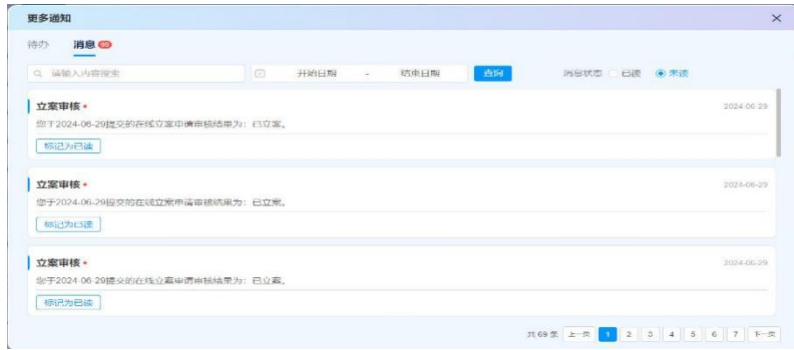 更多通知
待办 消息
请输入内容搜索 开始日期 - 结束日期 查询 消息状态 已读 未读
立案审核 2024-06-29
您于2024-06-29提交的在线立案申请审核结果为：已立案。
标记为已读
立案审核 2024-06-29
您于2024-06-29提交的在线立案申请审核结果为：已立案。
标记为已读
立案审核 2024-06-29
您于2024-06-29提交的在线立案申请审核结果为：已立案。
标记为已读
共 69 条 上一页 1 2 3 4 5 6 7 下一页